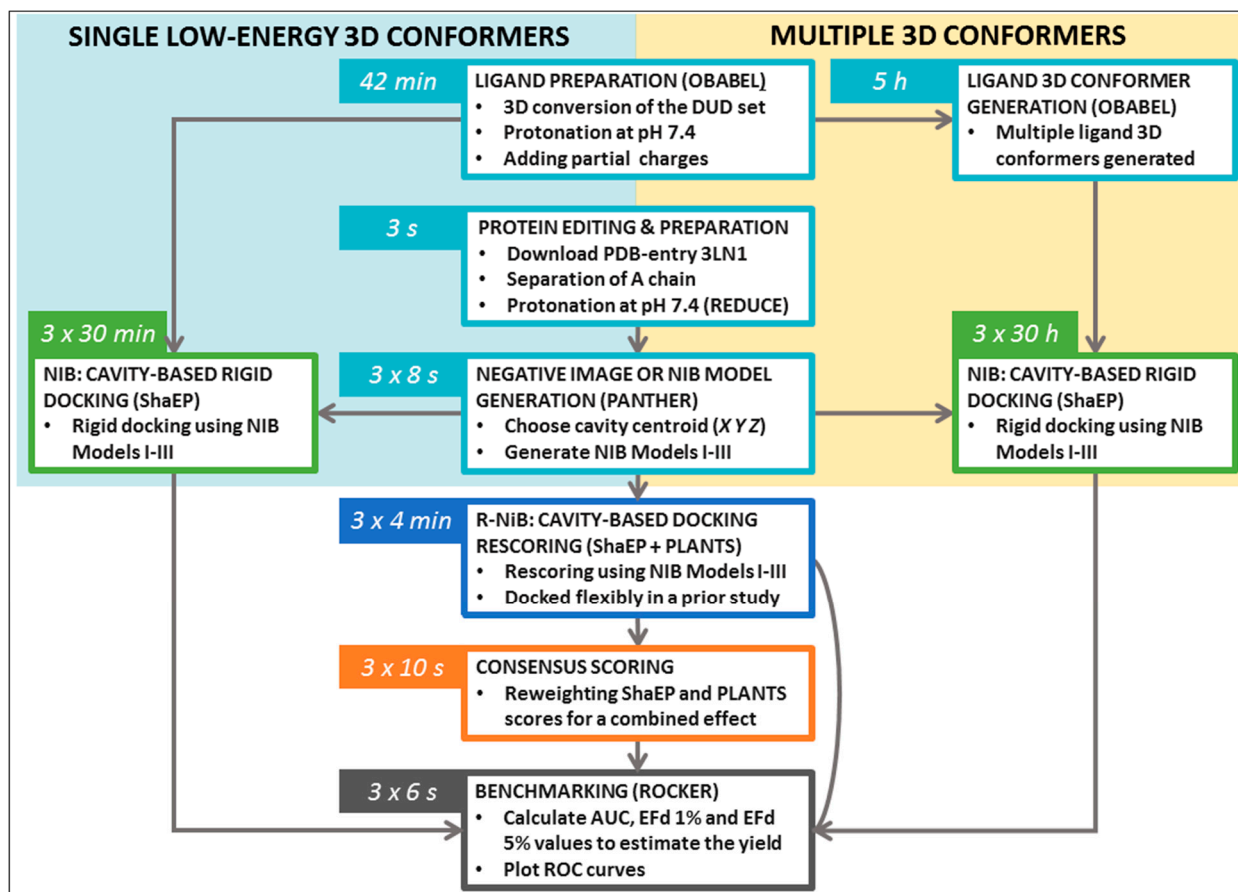 SINGLE LOW-ENERGY 3D CONFORMERS
MULTIPLE 3D CONFORMERS
42 min
LIGAND PREPARATION (OBABEL)
• 3D conversion of the DUD set
• Protonation at pH 7.4
• Adding partial charges
5 h
LIGAND 3D CONFORMER
GENERATION (OBABEL)
• Multiple ligand 3D
conformers generated
3 s
PROTEIN EDITING & PREPARATION
• Download PDB-entry 3LN1
• Separation of A chain
• Protonation at pH 7.4 (REDUCE)
3 x 30 min
NIB: CAVITY-BASED RIGID
DOCKING (ShaEP)
• Rigid docking using NIB
Models I-III
3 x 8 s
NEGATIVE IMAGE OR NIB MODEL
GENERATION (PANTHER)
• Choose cavity centroid (X Y Z)
• Generate NIB Models I-III
3 x 30 h
NIB: CAVITY-BASED RIGID
DOCKING (ShaEP)
• Rigid docking using NIB
Models I-III
3 x 4 min
R-NiB: CAVITY-BASED DOCKING
RESCORING (ShaEP + PLANTS)
• Rescoring using NIB Models I-III
• Docked flexibly in a prior study
3 x 10 s
CONSENSUS SCORING
• Reweighting ShaEP and PLANTS
scores for a combined effect
3 x 6 s
BENCHMARKING (ROCKER)
• Calculate AUC, EFd 1% and EFd
5% values to estimate the yield
• Plot ROC curves